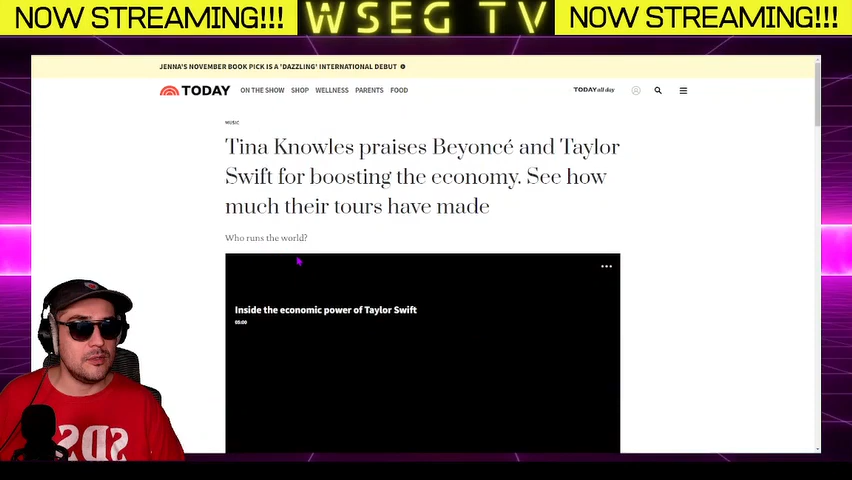 NOW STREAMING!!! WSEG TV NOW STREAMING!!!
JENNA'S NOVEMBER BOOK PICK IS A 'DAZZLING' INTERNATIONAL DEBUT
TODAY ON THE SHOW SHOP WELLNESS PARENTS FOOD TODAY all day
MUSIC
Tina Knowles praises Beyoncé and Taylor
Swift for boosting the economy. See how
much their tours have made
Who runs the world?
Inside the economic power of Taylor Swift
05:00
SDS